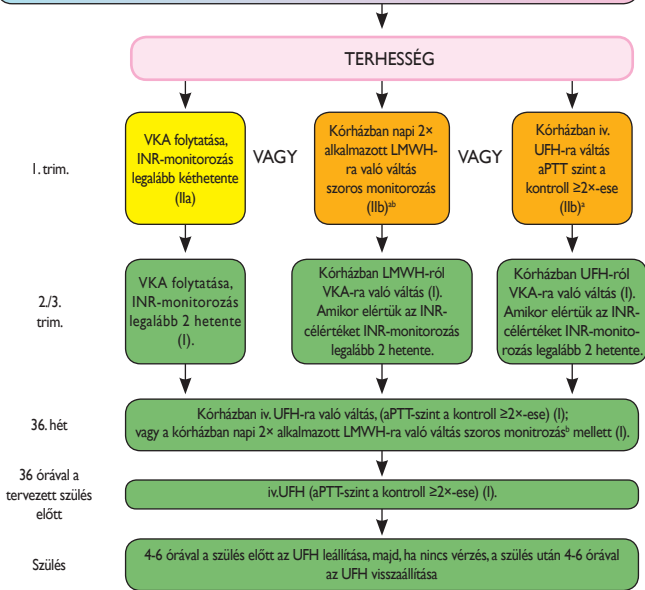 TERHESSÉG
1. trim.
VKA folytatása,
INR-monitorozás
legalább kéthetente
(IIa)
VAGY
Kórházban napi 2×
alkalmazott LMWH-
ra való váltás
szoros monitorozás
(IIb)ᵃᵇ
VAGY
Kórházban iv.
UFH-ra váltás
aPTT szint a
kontroll ≥2×-ese
(IIb)ᵃ
2./3.
trim.
VKA folytatása,
INR-monitorozás
legalább 2 hetente
(I).
Kórházban LMWH-ról
VKA-ra való váltás (I).
Amikor elértük az INR-
célértéket INR-monitorozás
legalább 2 hetente.
Kórházban UFH-ról
VKA-ra való váltás (I).
Amikor elértük az INR-
célértéket INR-monito-
rozás legalább 2 hetente.
36. hét
Kórházban iv. UFH-ra való váltás, (aPTT-szint a kontroll ≥2×-ese) (I);
vagy a kórházban napi 2× alkalmazott LMWH-ra való váltás szoros monitrozásᵇ mellett (I).
36 órával a
tervezett szülés
előtt
iv.UFH (aPTT-szint a kontroll ≥2×-ese) (I).
Szülés
4-6 órával a szülés előtt az UFH leállítása, majd, ha nincs vérzés, a szülés után 4-6 órával
az UFH visszaállítása